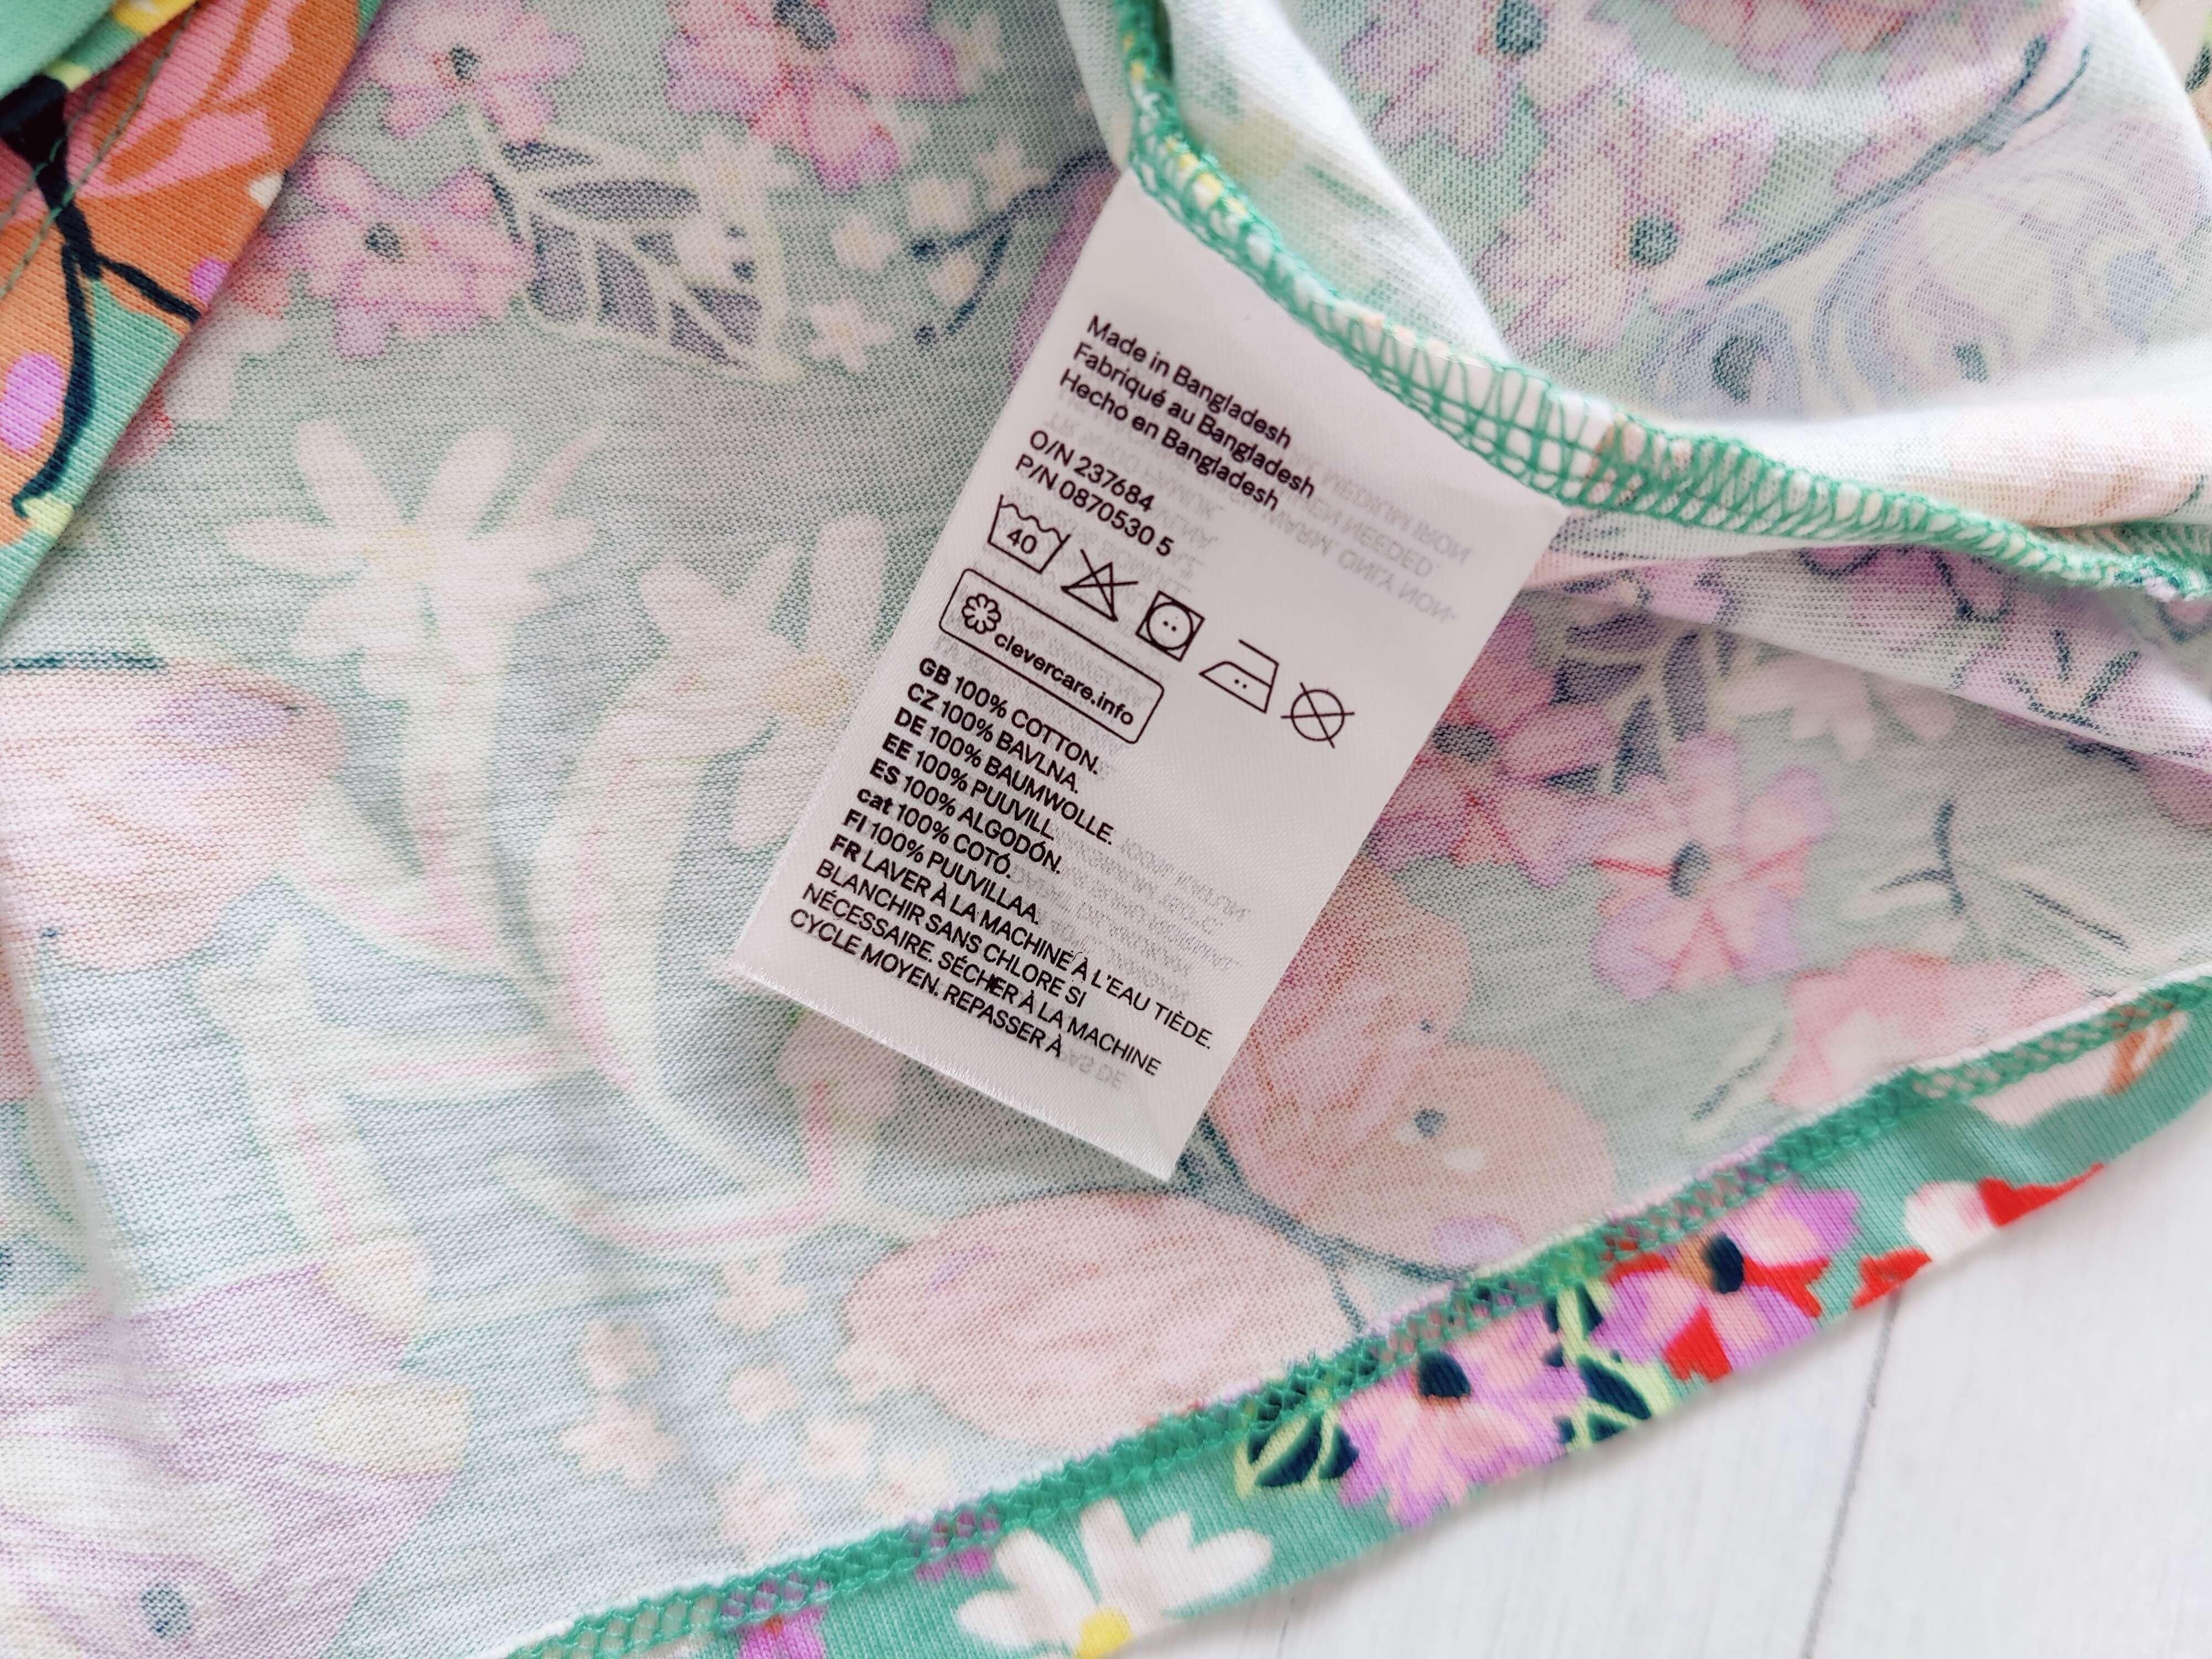 Made in Bangladesh
Fabriqué au Bangladesh
Hecho en Bangladesh
O/N 237684
P/N 0870530 5
40
clevercare.info
GB 100% COTTON.
CZ 100% BAVLNA.
DE 100% BAUMWOLLE.
EE 100% PUUVILL.
ES 100% ALGODÓN.
cat 100% COTÓ.
FI 100% PUUVILLAA.
FR LAVER À LA MACHINE À L'EAU TIÈDE.
BLANCHIR SANS CHLORE SI
NÉCESSAIRE. SÉCHER À LA MACHINE
CYCLE MOYEN. REPASSER À